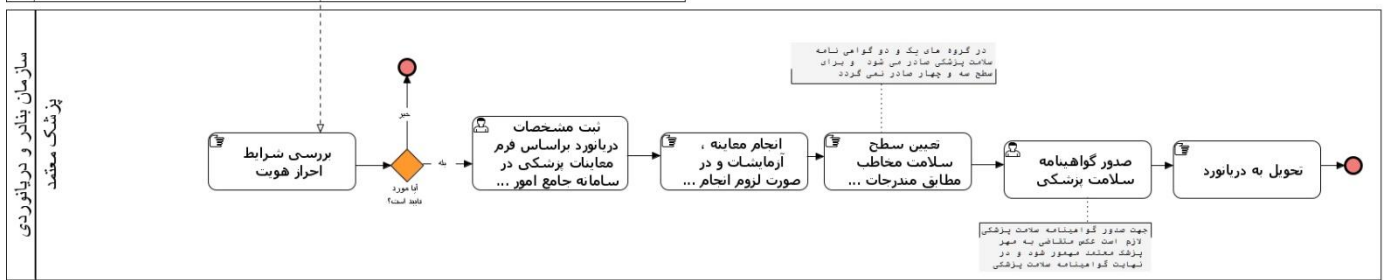 سازمان بنادر و دریانوردی
پزشک معتمد
بررسی شرایط
احراز هویت
خیر
آیا مورد
تایید است؟
بله
ثبت مشخصات
دریانورد براساس فرم
معاینات پزشکی در
سامانه جامع امور ...
انجام معاینه ،
آزمایشات و در
صورت لزوم انجام ...
در گروه های یک و دو گواهی نامه
سلامت پزشکی صادر می شود و برای
سطح سه و چهار صادر نمی گردد
تعیین سطح
سلامت مخاطب
مطابق مندرجات ...
صدور گواهینامه
سلامت پزشکی
جهت صدور گواهینامه سلامت پزشکی
لازم است عکس متقاضی به مهر
پزشک معتمد ممهور شود و در
نهایت گواهینامه سلامت پزشکی
تحویل به دریانورد